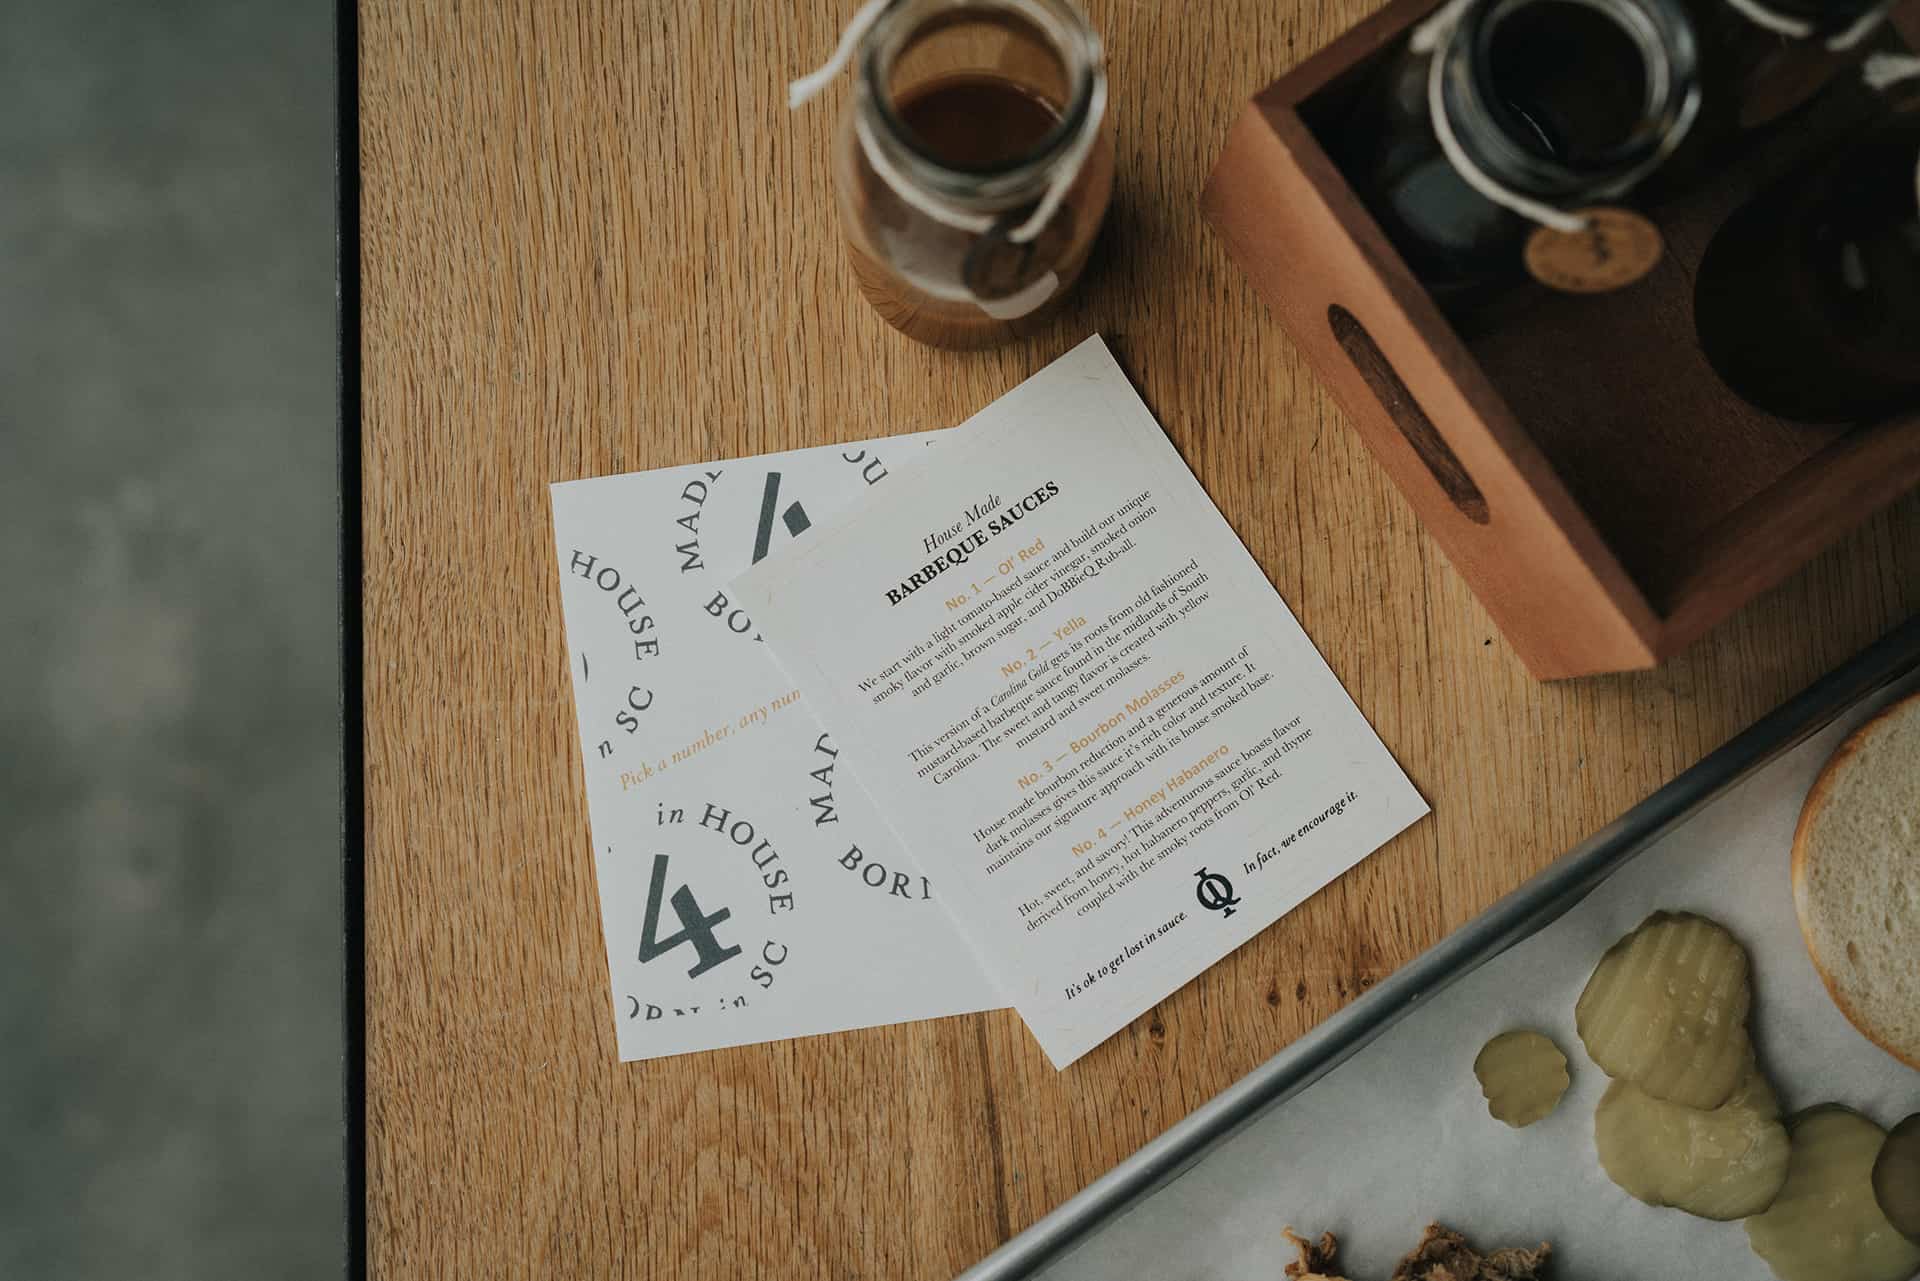 House Made
BARBEQUE SAUCES
No. 1 — Ol' Red
We start with a light tomato-based sauce and build our unique
smoky flavor with smoked apple cider vinegar, smoked onion
and garlic, brown sugar, and DoBBieQ Rub-all.
No. 2 — Yella
This version of a Carolina Gold gets its roots from old fashioned
mustard-based barbeque sauce found in the midlands of South
Carolina. The sweet and tangy flavor is created with yellow
mustard and sweet molasses.
No. 3 — Bourbon Molasses
House made bourbon reduction and a generous amount of
dark molasses gives this sauce it's rich color and texture. It
maintains our signature approach with its house smoked base.
No. 4 — Honey Habanero
Hot, sweet, and savory! This adventurous sauce boasts flavor
derived from honey, hot habanero peppers, garlic, and thyme
coupled with the smoky roots from Ol' Red.
It's ok to get lost in sauce. Q In fact, we encourage it.
MADE
4
BO
HOUSE
SC
Pick a number, any num
MAD
in HOUSE
BORN
4
SC
in